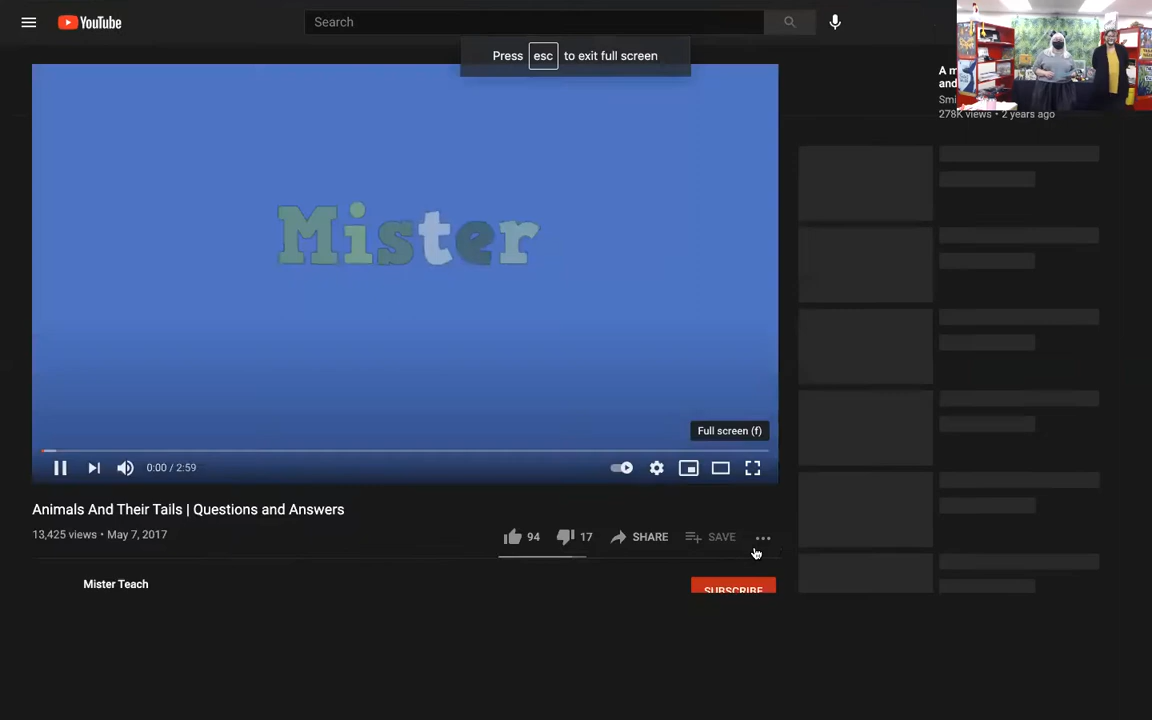 YouTube
Search
Press esc to exit full screen
A m
and
Smi
278K views • 2 years ago
Mister
Full screen (f)
0:00 / 2:59
Animals And Their Tails | Questions and Answers
13,425 views • May 7, 2017
94 17 SHARE SAVE
Mister Teach
SUBSCRIBE